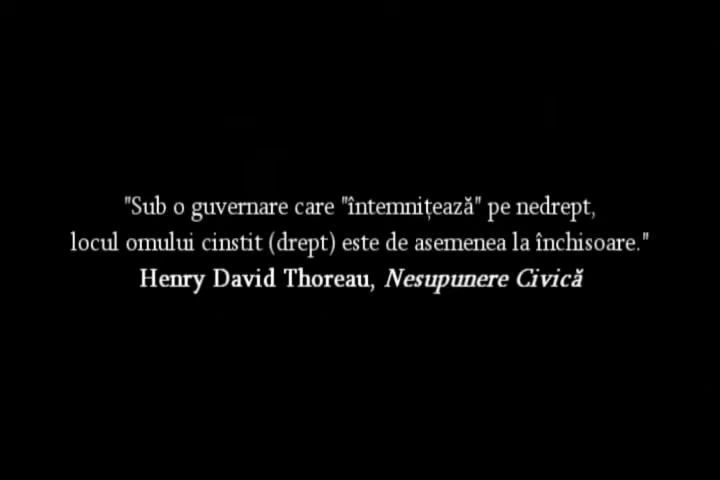 "Sub o guvernare care "întemnițează" pe nedrept,
locul omului cinstit (drept) este de asemenea la închisoare."
Henry David Thoreau, Nesupunere Civică